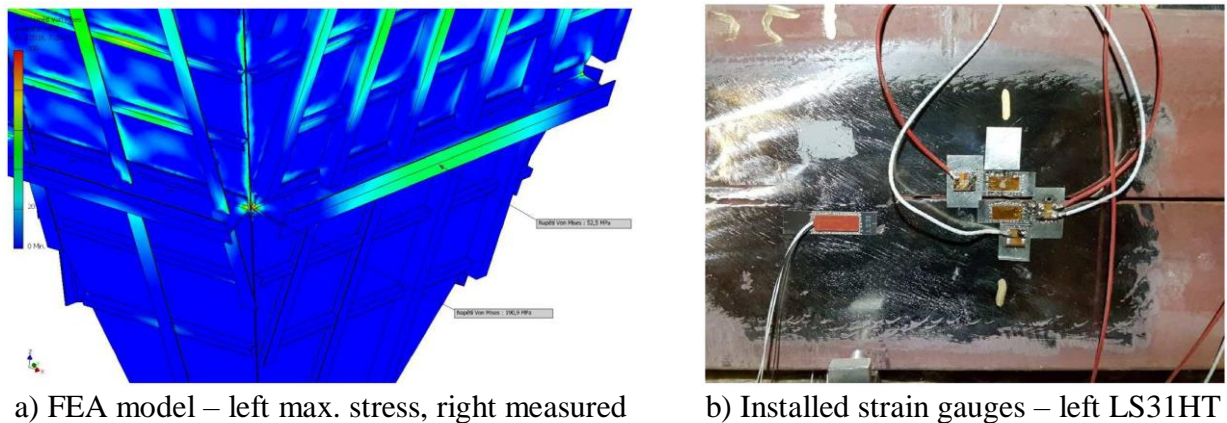 20
0 Min.
Napětí Von Mises : 52,5 MPa
Napětí Von Mises : 190,9 MPa
a) FEA model – left max. stress, right measured
b) Installed strain gauges – left LS31HT